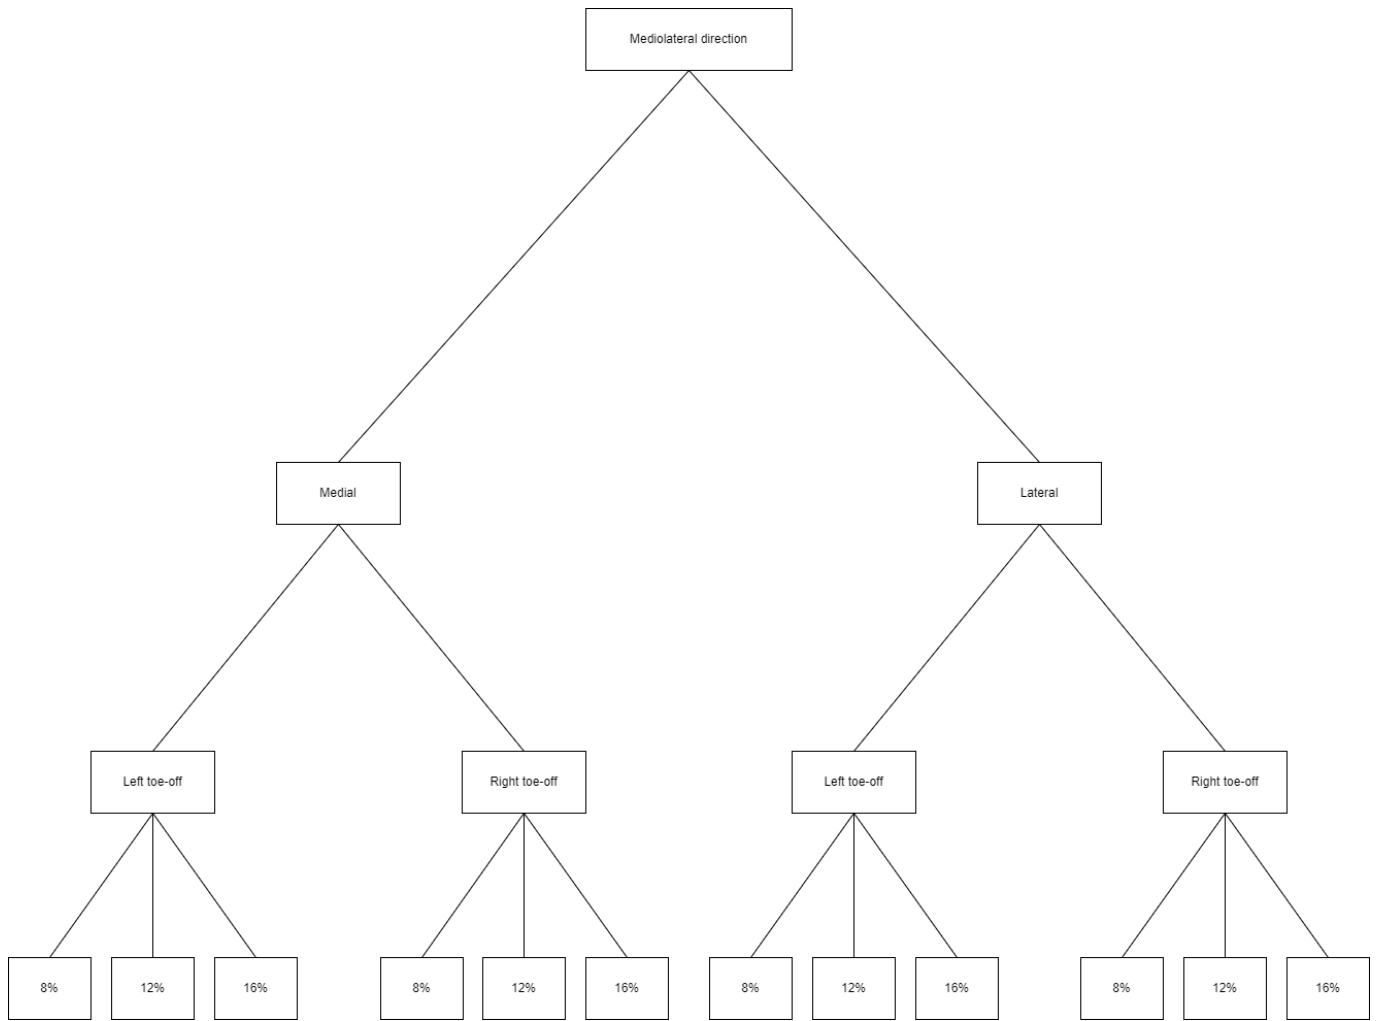 Mediolateral direction
Medial
Lateral
Left toe-off
Right toe-off
Left toe-off
Right toe-off
8%
12%
16%
8%
12%
16%
8%
12%
16%
8%
12%
16%